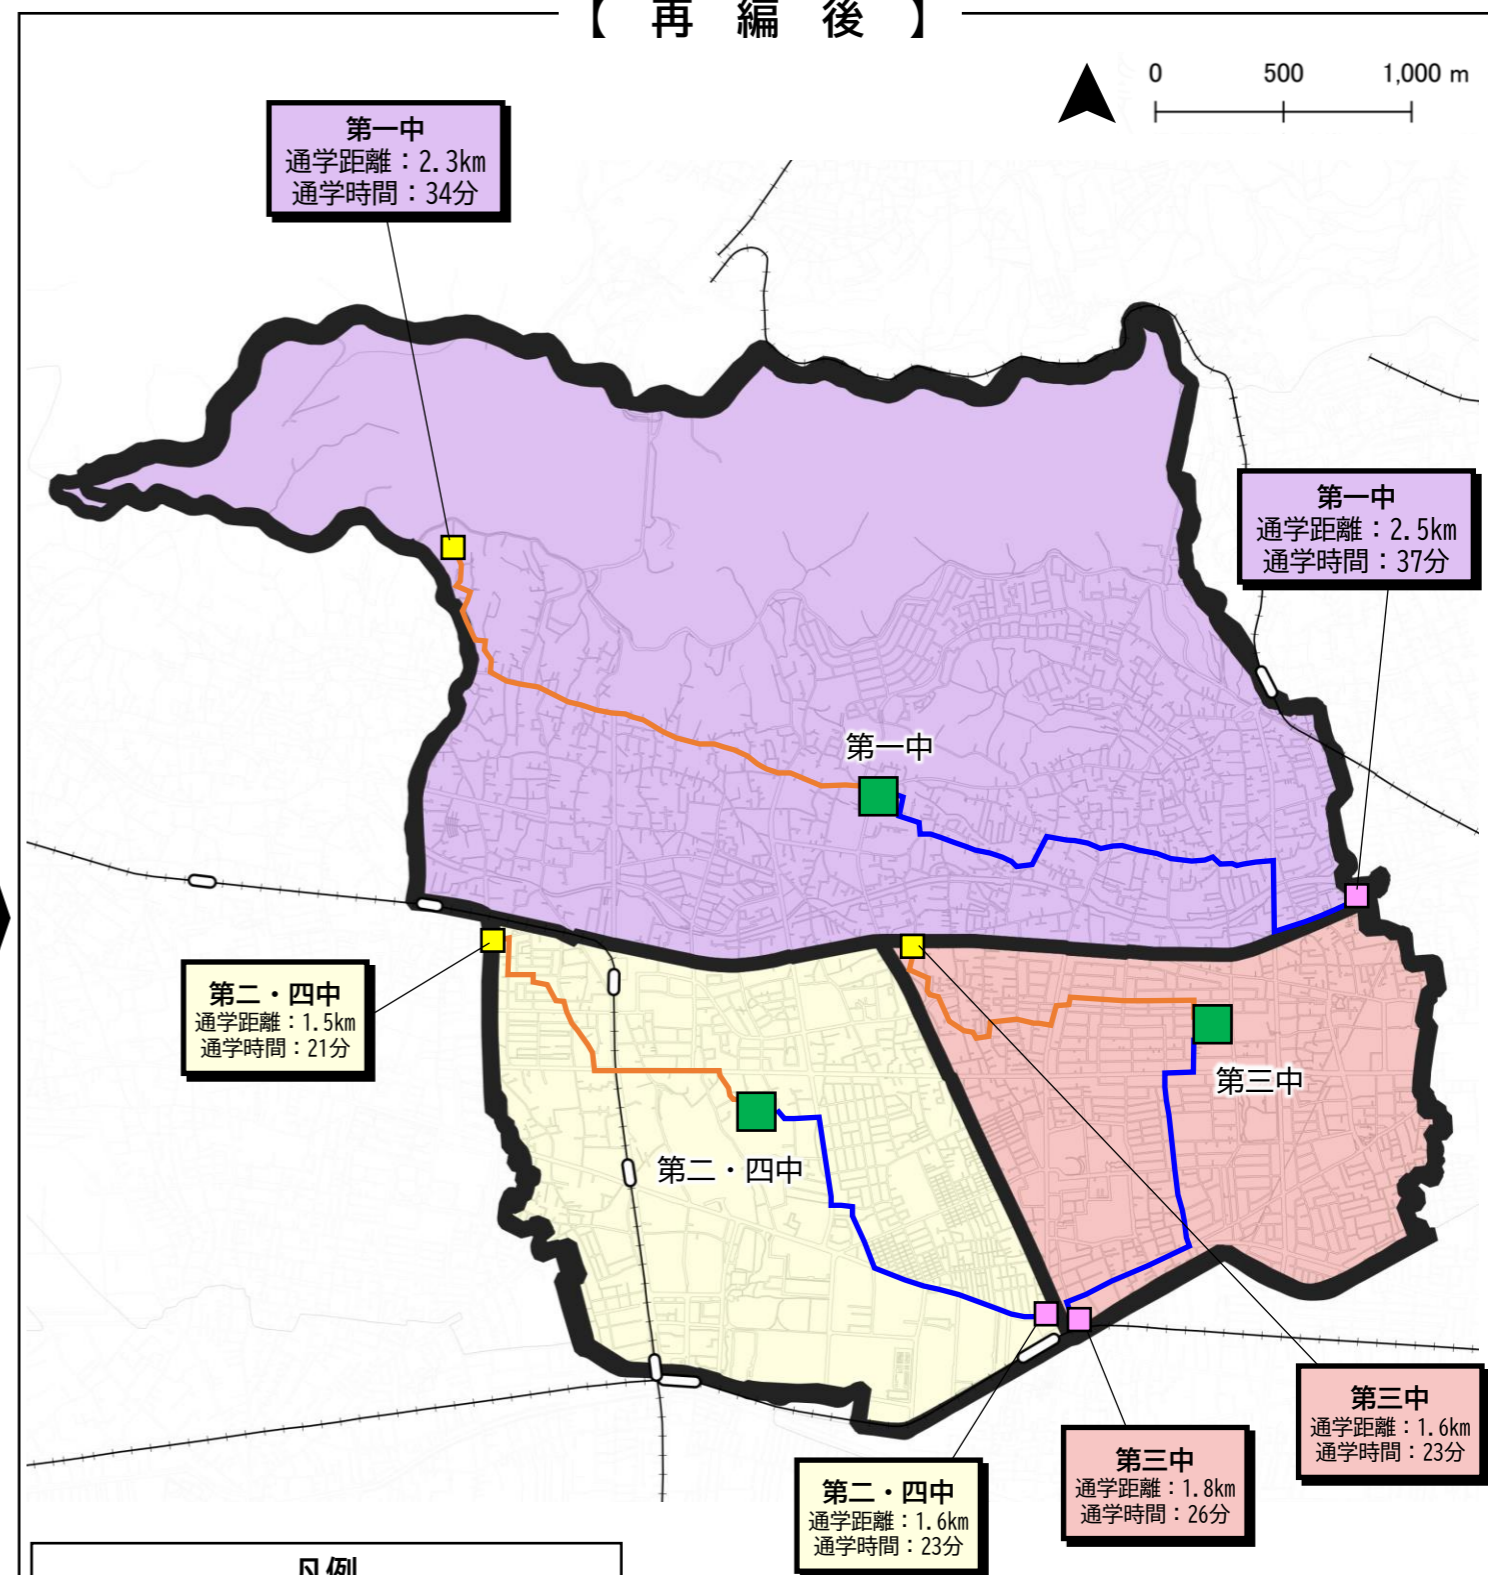 【 再 編 後 】
0 500 1,000 m
第一中
通学距離：2.3km
通学時間：34分
第一中
通学距離：2.5km
通学時間：37分
第一中
第二・四中
通学距離：1.5km
通学時間：21分
第三中
第二・四中
第三中
通学距離：1.6km
通学時間：23分
第三中
通学距離：1.8km
通学時間：26分
第二・四中
通学距離：1.6km
通学時間：23分
凡例